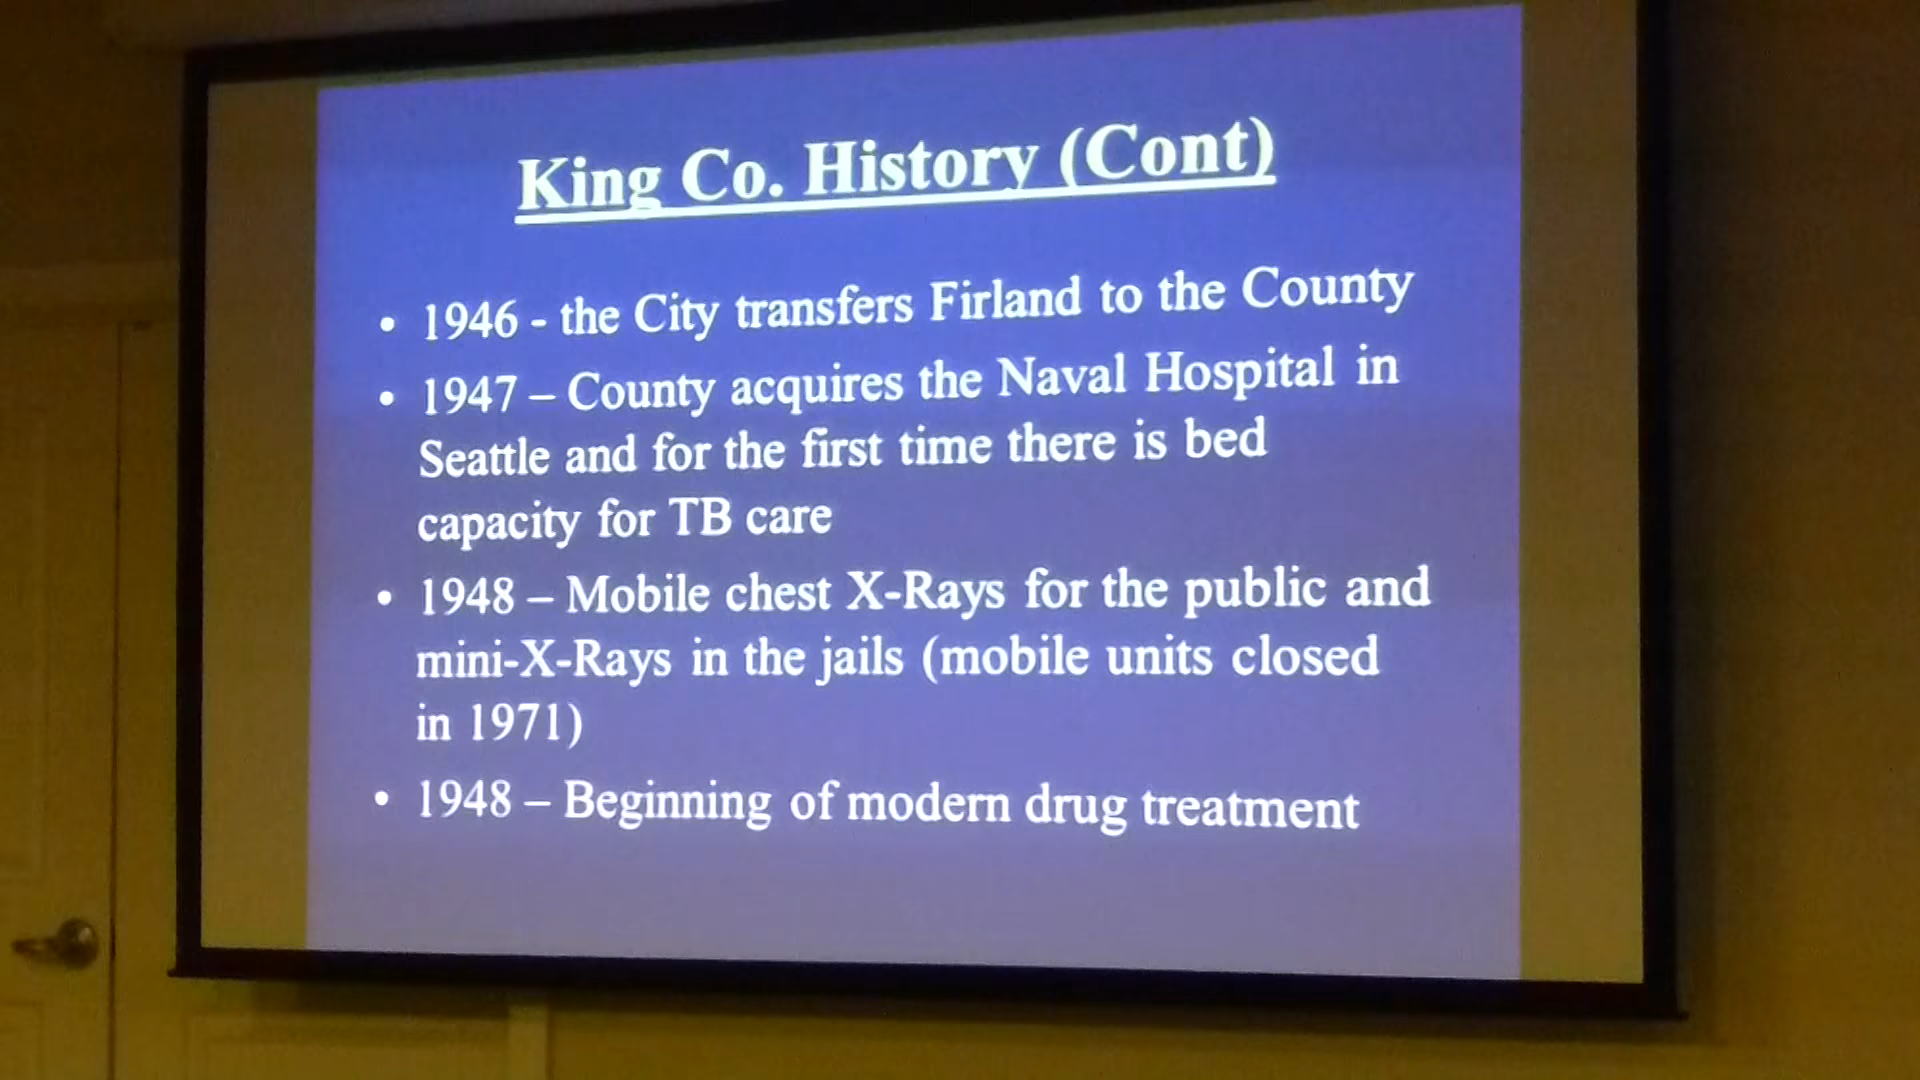 King Co. History (Cont)
• 1946 - the City transfers Firland to the County
• 1947 – County acquires the Naval Hospital in
Seattle and for the first time there is bed
capacity for TB care
• 1948 – Mobile chest X-Rays for the public and
mini-X-Rays in the jails (mobile units closed
in 1971)
• 1948 – Beginning of modern drug treatment